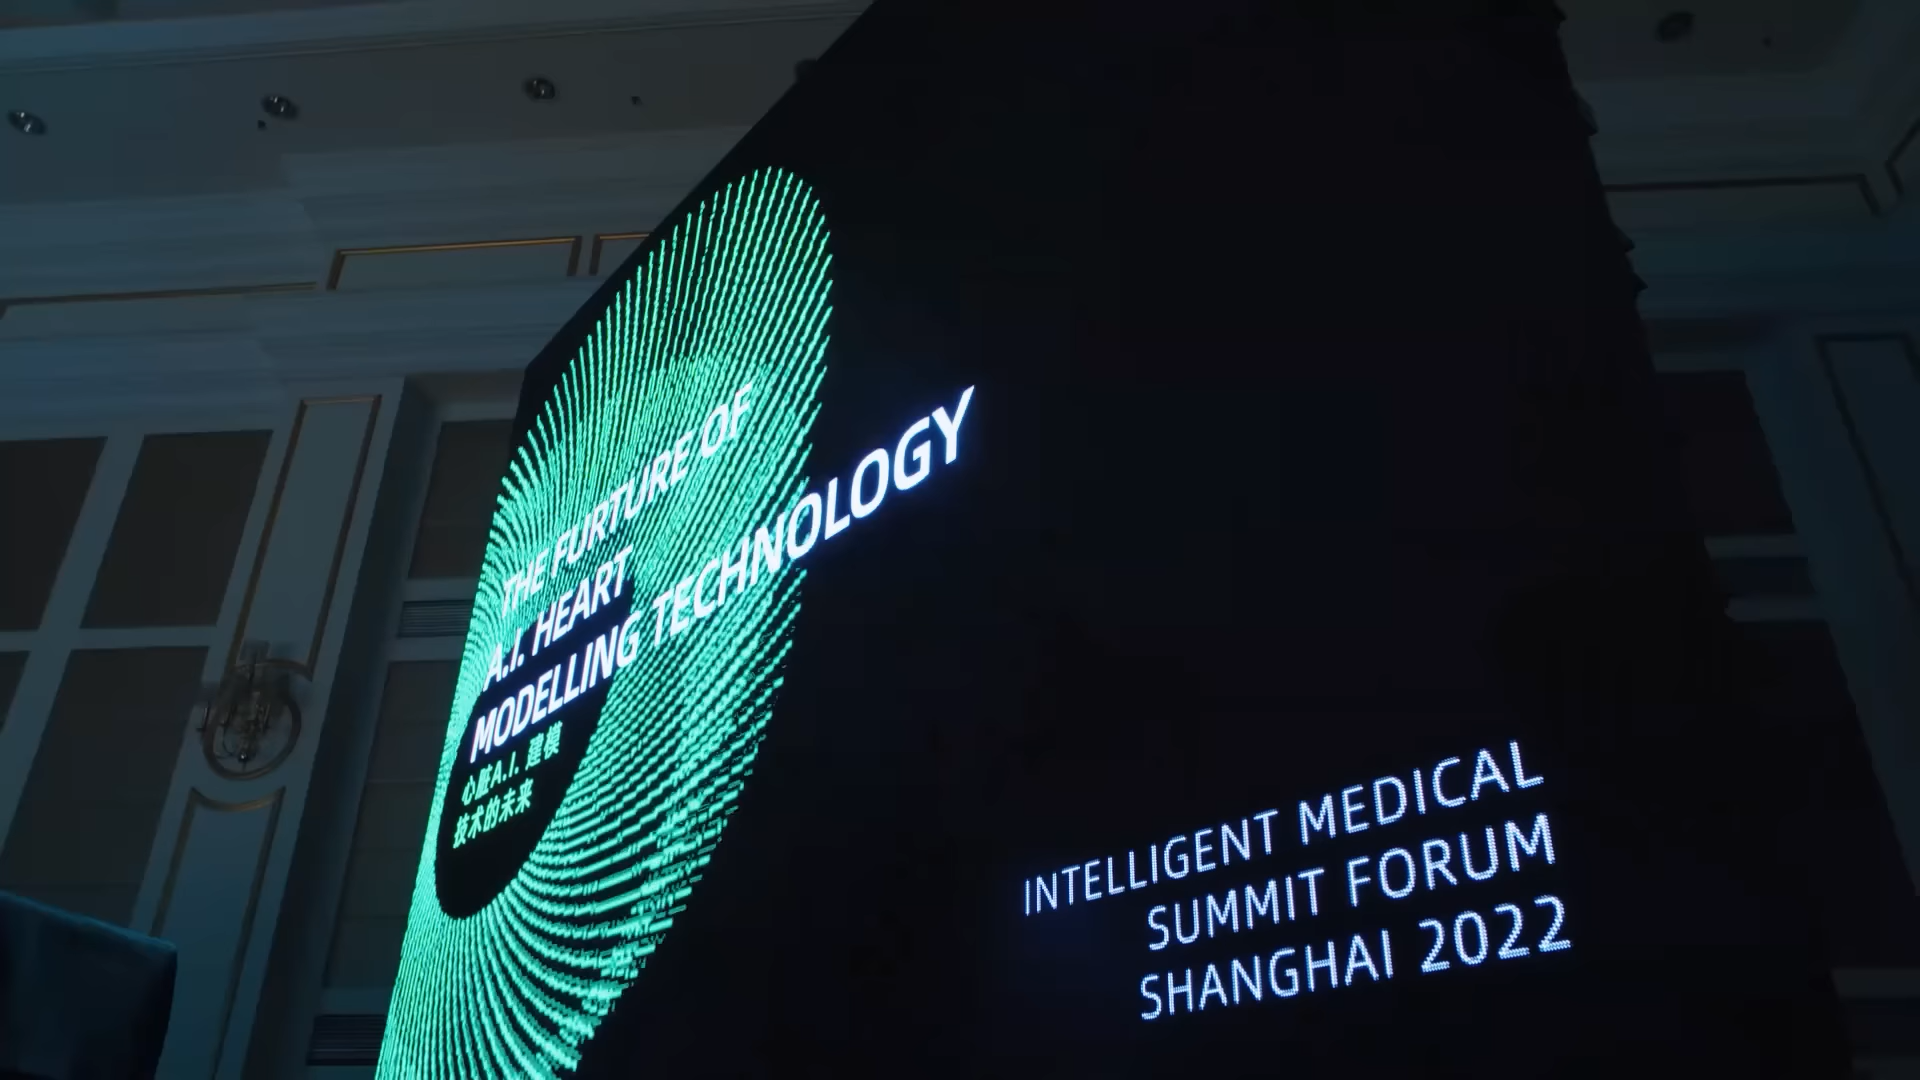 THE FURTURE OF
A.I. HEART
MODELLING TECHNOLOGY
心脏A.I. 建模
技术的未来
INTELLIGENT MEDICAL
SUMMIT FORUM
SHANGHAI 2022